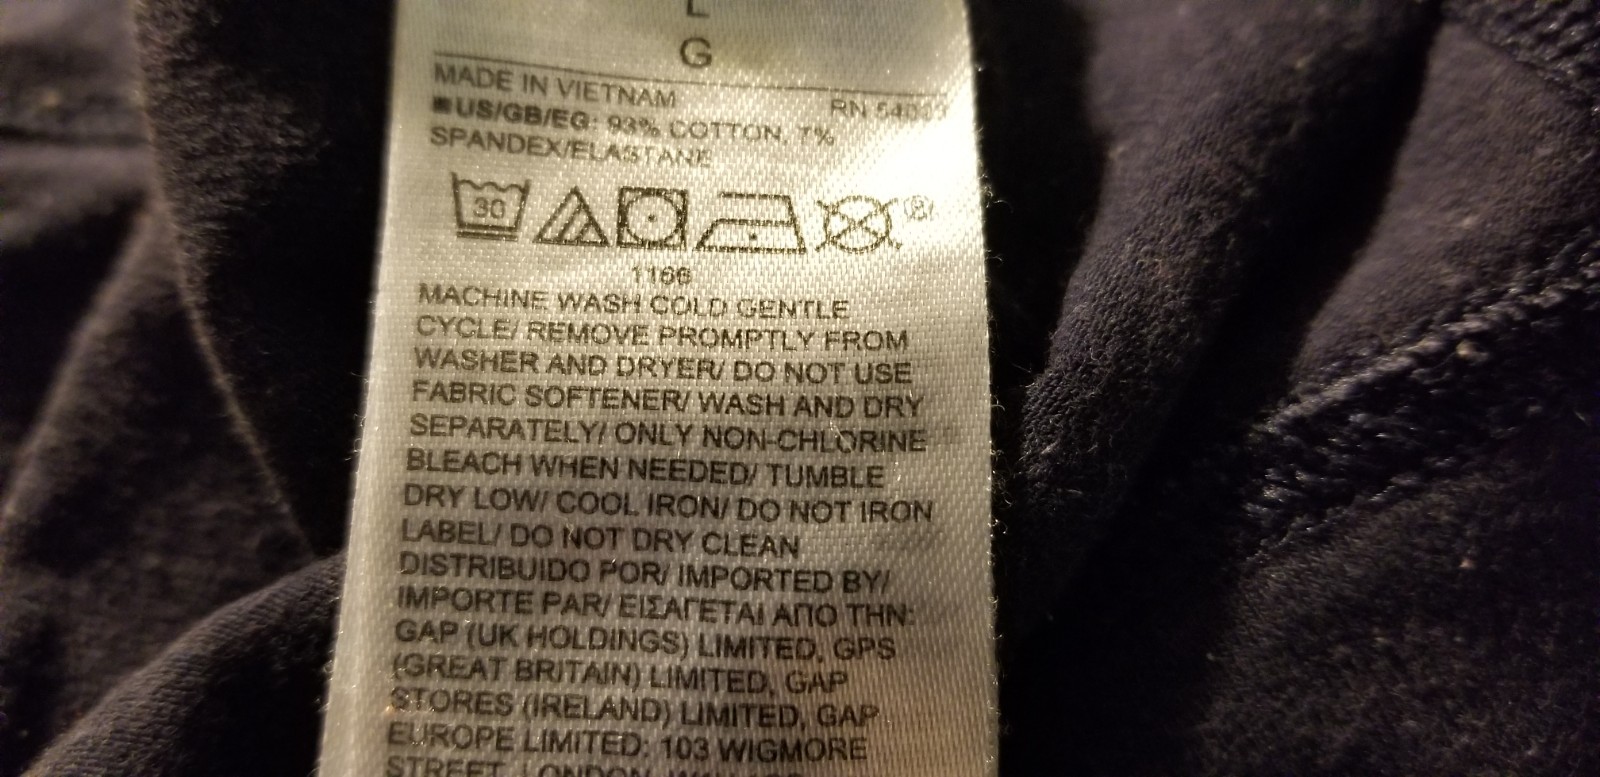 L
G
MADE IN VIETNAM
US/GB/EG: 93% COTTON, 7%
SPANDEX/ELASTANE
RN
30
1166
MACHINE WASH COLD GENTLE
CYCLE/ REMOVE PROMPTLY FROM
WASHER AND DRYER/ DO NOT USE
FABRIC SOFTENER/ WASH AND DRY
SEPARATELY/ ONLY NON-CHLORINE
BLEACH WHEN NEEDED/ TUMBLE
DRY LOW/ COOL IRON/ DO NOT IRON
LABEL/ DO NOT DRY CLEAN
DISTRIBUIDO POR/ IMPORTED BY/
IMPORTE PAR/ ΕΙΣΑΓΕΤΑΙ ΑΠΟ ΤΗΝ:
GAP (UK HOLDINGS) LIMITED, GPS
(GREAT BRITAIN) LIMITED, GAP
STORES (IRELAND) LIMITED, GAP
EUROPE LIMITED: 103 WIGMORE
STREET, LONDON,